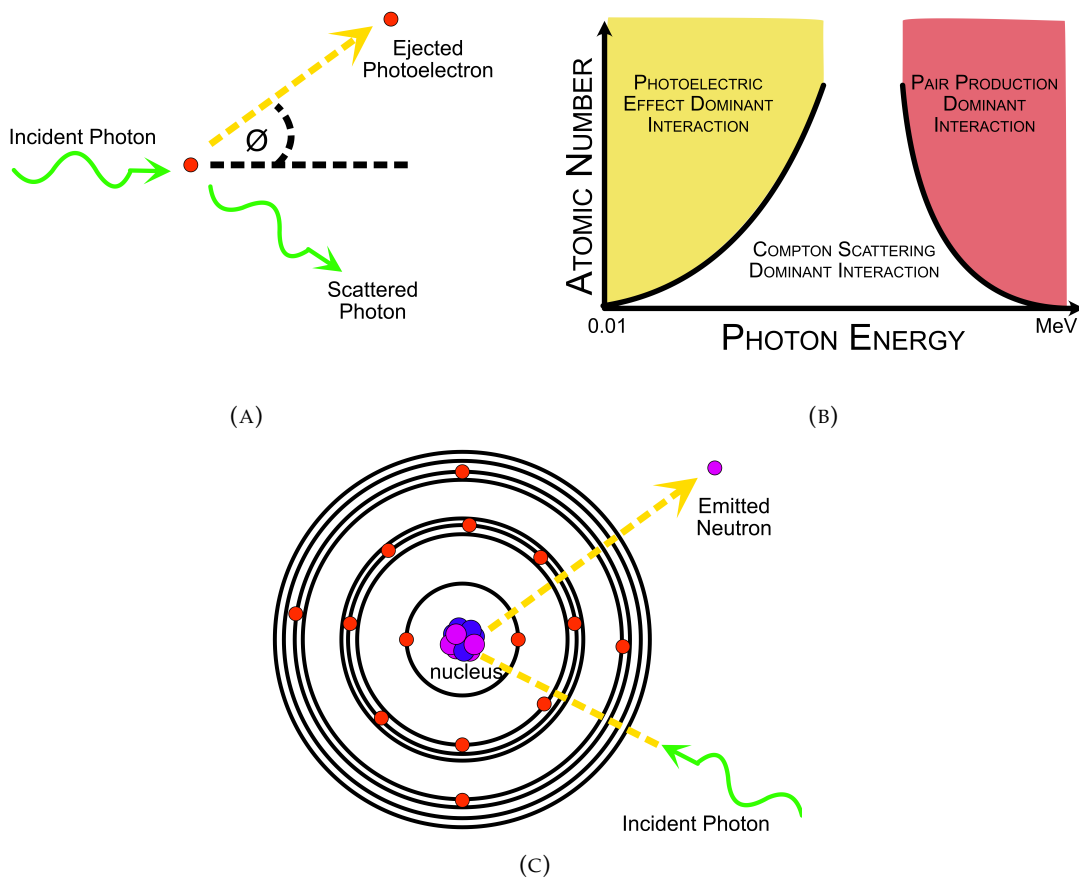 Ejected
Photoelectron
Incident Photon
Ø
Scattered
Photon
(A)
ATOMIC NUMBER
PHOTOELECTRIC
EFFECT DOMINANT
INTERACTION
PAIR PRODUCTION
DOMINANT
INTERACTION
COMPTON SCATTERING
DOMINANT INTERACTION
0.01
MeV
PHOTON ENERGY
(B)
Emitted
Neutron
nucleus
Incident Photon
(C)